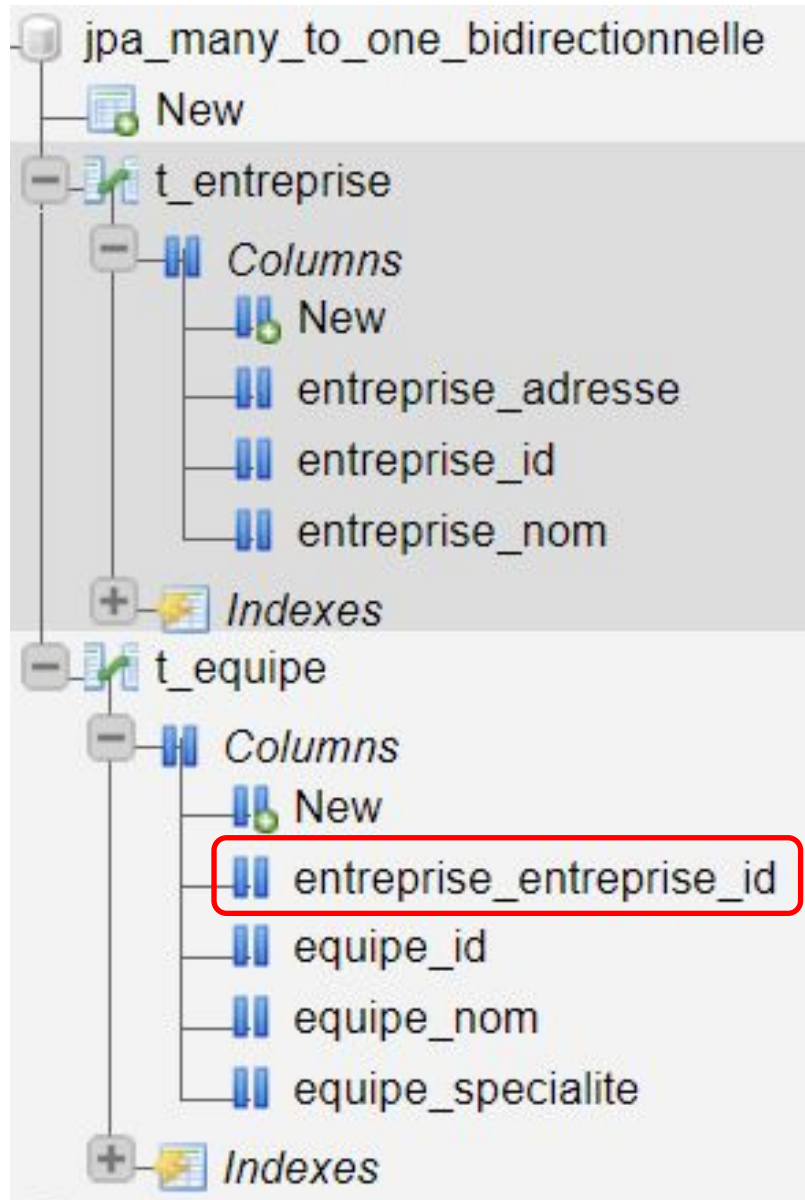 jpa_many_to_one_bidirectionnelle
New
t_entreprise
Columns
New
entreprise_adresse
entreprise_id
entreprise_nom
Indexes
t_equipe
Columns
New
entreprise_entreprise_id
equipe_id
equipe_nom
equipe_specialite
Indexes